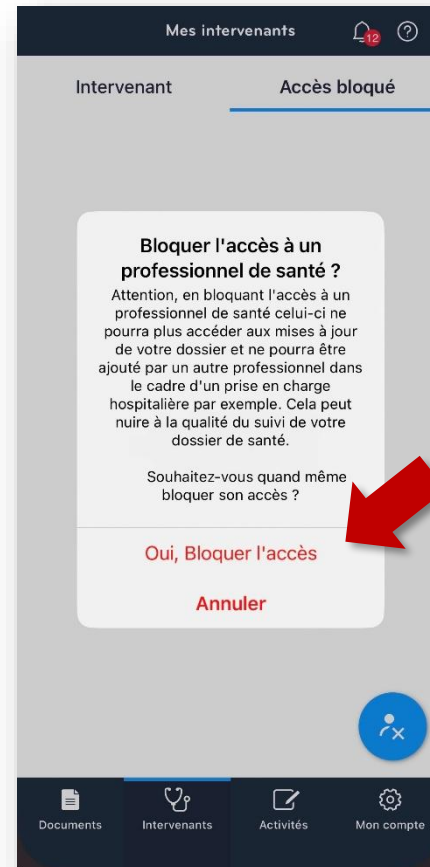 Mes intervenants
12
?
Intervenant
Accès bloqué
Bloquer l'accès à un
professionnel de santé ?
Attention, en bloquant l'accès à un
professionnel de santé celui-ci ne
pourra plus accéder aux mises à jour
de votre dossier et ne pourra être
ajouté par un autre professionnel dans
le cadre d'un prise en charge
hospitalière par exemple. Cela peut
nuire à la qualité du suivi de votre
dossier de santé.
Souhaitez-vous quand même
bloquer son accès ?
Oui, Bloquer l'accès
Annuler
Documents
Intervenants
Activités
Mon compte